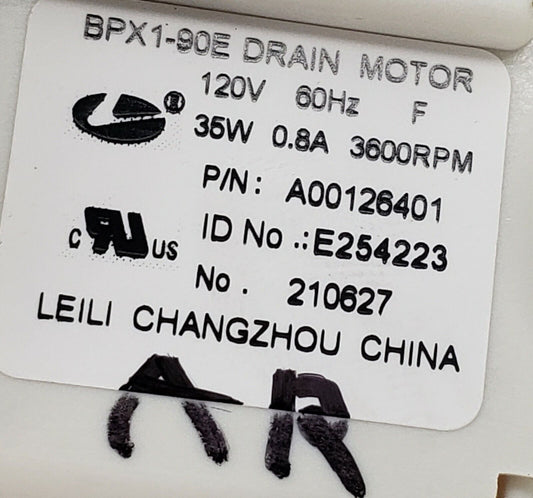 BPX1-90E DRAIN MOTOR
120V 60Hz F
35W 0.8A 3600RPM
P/N: A00126401
ID No .:E254223
No . 210627
LEILI CHANGZHOU CHINA
C RU US
®
AR